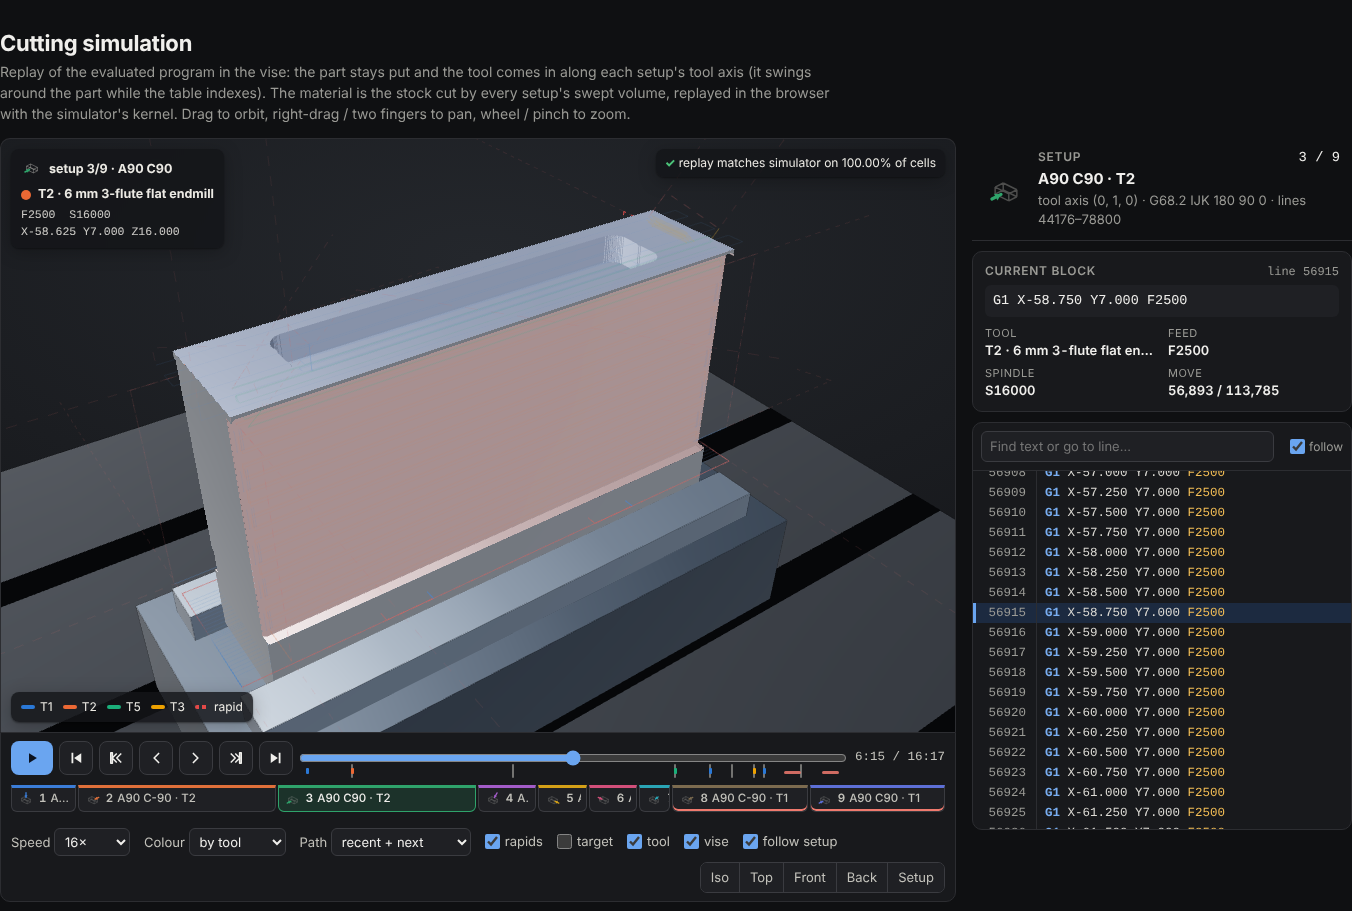 Cutting simulation
Replay of the evaluated program in the vise: the part stays put and the tool comes in along each setup's tool axis (it swings
around the part while the table indexes). The material is the stock cut by every setup's swept volume, replayed in the browser
with the simulator's kernel. Drag to orbit, right-drag / two fingers to pan, wheel / pinch to zoom.
setup 3/9 · A90 C90
T2 · 6 mm 3-flute flat endmill
F2500 S16000
X-58.625 Y7.000 Z16.000
✓ replay matches simulator on 100.00% of cells
T1 T2 T5 T3 rapid
6:15 / 16:17
1 A... 2 A90 C-90 · T2 3 A90 C90 · T2 4 A. 5 6 8 A90 C-90 · T1 9 A90 C90 · T1
Speed 16× Colour by tool Path recent + next rapids target tool vise follow setup
Iso Top Front Back Setup
SETUP 3 / 9
A90 C90 · T2
tool axis (0, 1, 0) · G68.2 IJK 180 90 0 · lines
44176–78800
CURRENT BLOCK line 56915
G1 X-58.750 Y7.000 F2500
TOOL FEED
T2 · 6 mm 3-flute flat en... F2500
SPINDLE MOVE
S16000 56,893 / 113,785
Find text or go to line... follow
56908 G1 X-57.000 Y7.000 F2500
56909 G1 X-57.250 Y7.000 F2500
56910 G1 X-57.500 Y7.000 F2500
56911 G1 X-57.750 Y7.000 F2500
56912 G1 X-58.000 Y7.000 F2500
56913 G1 X-58.250 Y7.000 F2500
56914 G1 X-58.500 Y7.000 F2500
56915 G1 X-58.750 Y7.000 F2500
56916 G1 X-59.000 Y7.000 F2500
56917 G1 X-59.250 Y7.000 F2500
56918 G1 X-59.500 Y7.000 F2500
56919 G1 X-59.750 Y7.000 F2500
56920 G1 X-60.000 Y7.000 F2500
56921 G1 X-60.250 Y7.000 F2500
56922 G1 X-60.500 Y7.000 F2500
56923 G1 X-60.750 Y7.000 F2500
56924 G1 X-61.000 Y7.000 F2500
56925 G1 X-61.250 Y7.000 F2500